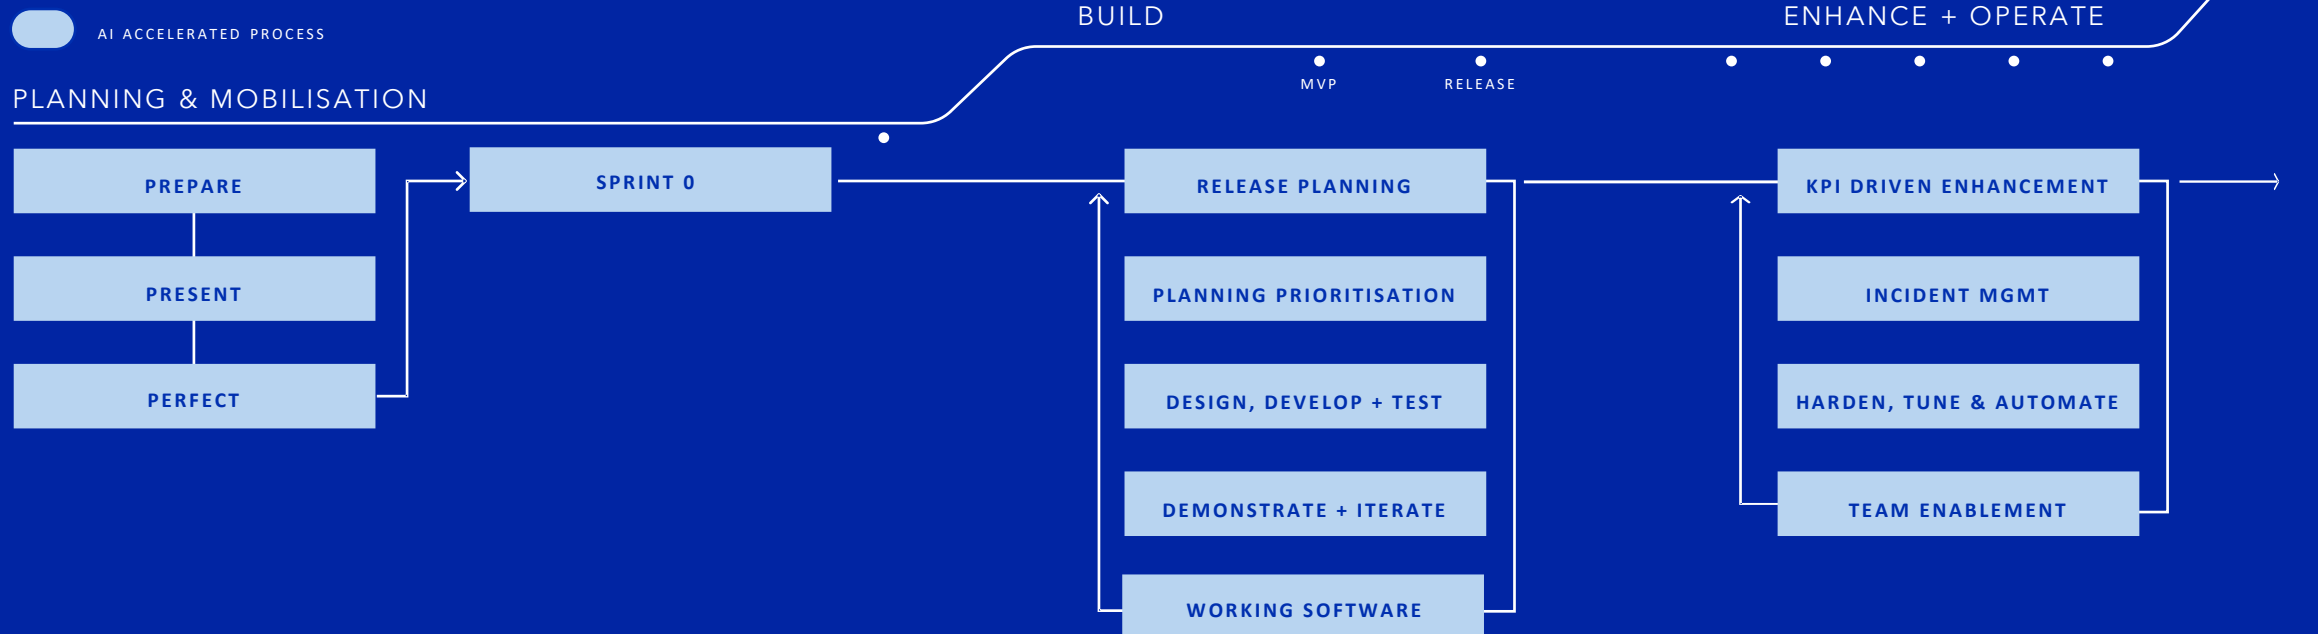 AI ACCELERATED PROCESS
PLANNING & MOBILISATION
BUILD
ENHANCE + OPERATE
MVP
RELEASE
PREPARE
PRESENT
PERFECT
SPRINT 0
RELEASE PLANNING
PLANNING PRIORITISATION
DESIGN, DEVELOP + TEST
DEMONSTRATE + ITERATE
WORKING SOFTWARE
KPI DRIVEN ENHANCEMENT
INCIDENT MGMT
HARDEN, TUNE & AUTOMATE
TEAM ENABLEMENT